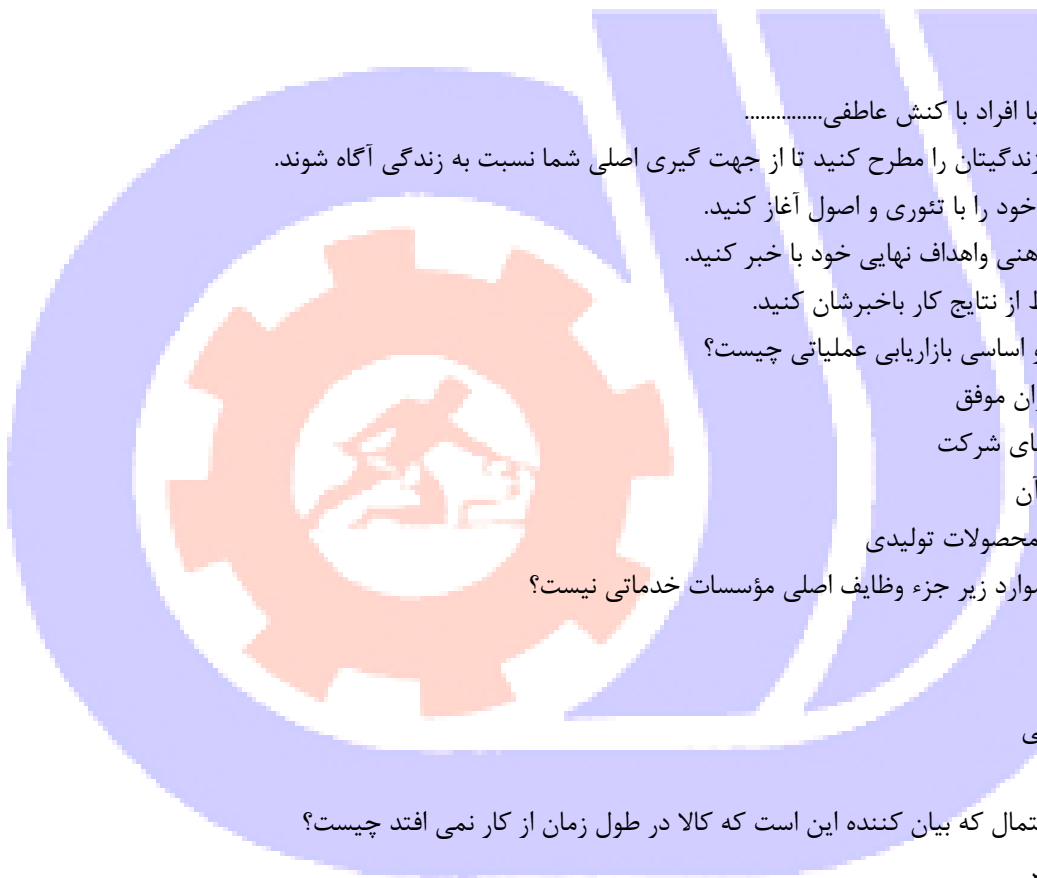 با افراد با کنش عاطفی...............
زندگیتان را مطرح کنید تا از جهت گیری اصلی شما نسبت به زندگی آگاه شوند.
خود را با تئوری و اصول آغاز کنید.
هنی واهداف نهایی خود با خبر کنید.
از نتایج کار باخبرشان کنید.
و اساسی بازاریابی عملیاتی چیست؟
ان موفق
ای شرکت
آن
محصولات تولیدی
موارد زیر جزء وظایف اصلی مؤسسات خدماتی نیست؟
ی
تمال که بیان کننده این است که کالا در طول زمان از کار نمی افتد چیست؟